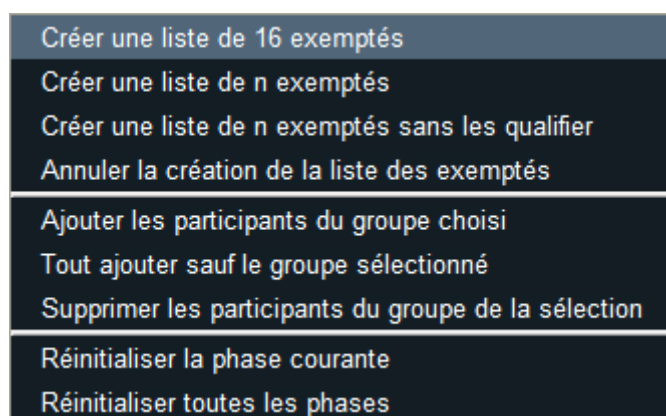 Créer une liste de 16 exemptés
Créer une liste de n exemptés
Créer une liste de n exemptés sans les qualifier
Annuler la création de la liste des exemptés
Ajouter les participants du groupe choisi
Tout ajouter sauf le groupe sélectionné
Supprimer les participants du groupe de la sélection
Réinitialiser la phase courante
Réinitialiser toutes les phases